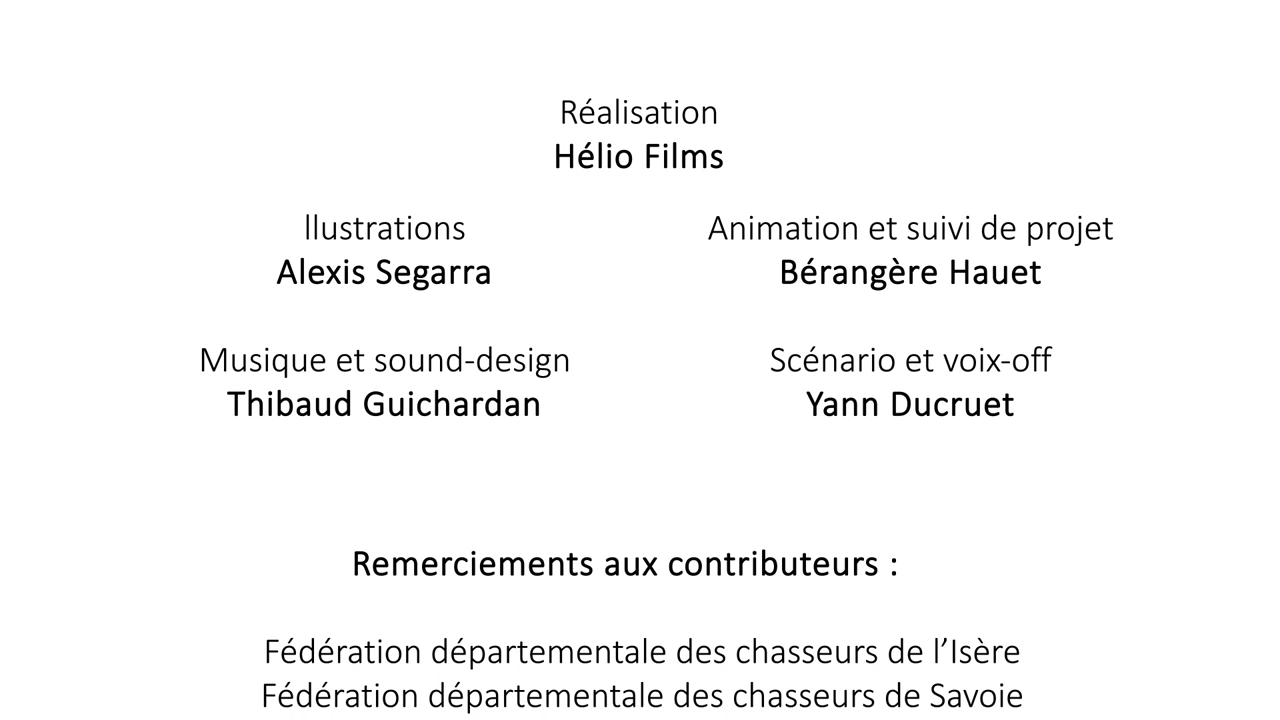 Réalisation
Hélio Films
llustrations
Alexis Segarra
Animation et suivi de projet
Bérangère Hauet
Musique et sound-design
Thibaud Guichardan
Scénario et voix-off
Yann Ducruet
Remerciements aux contributeurs :
Fédération départementale des chasseurs de l’Isère
Fédération départementale des chasseurs de Savoie